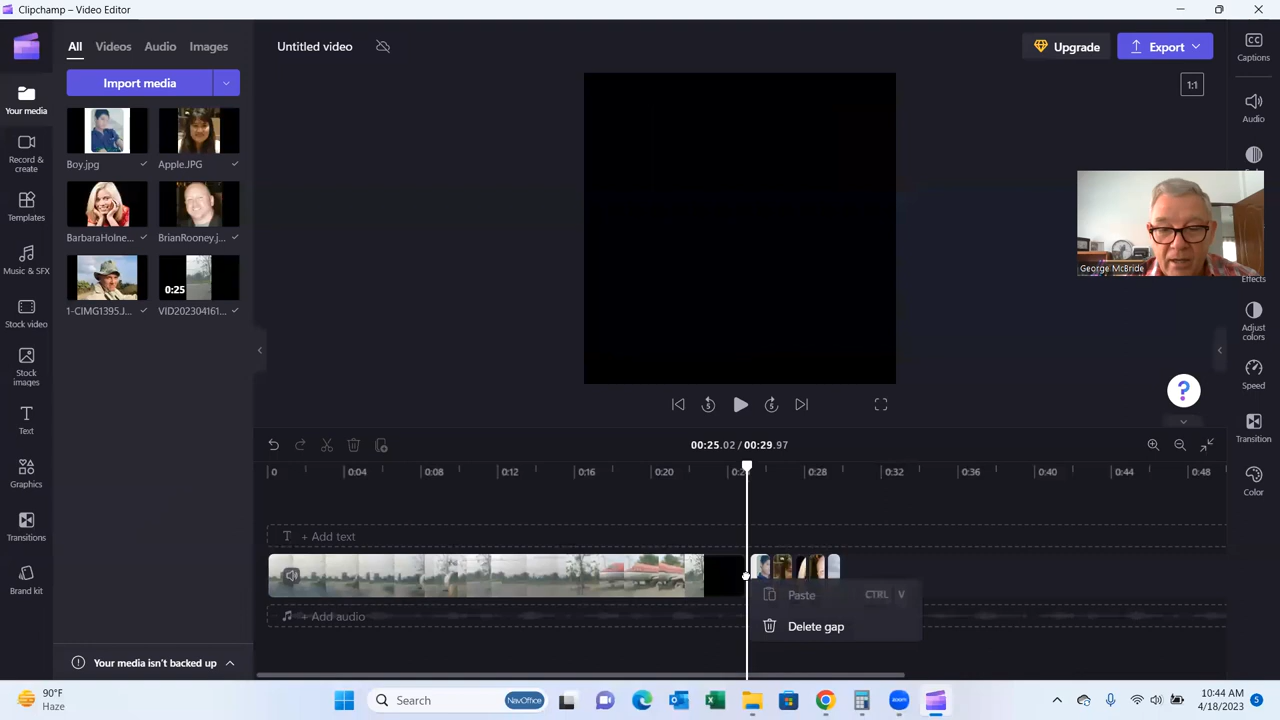 Clipchamp – Video Editor
Your media
Record &
create
Templates
Music & SFX
Stock video
Stock
images
Text
Graphics
Transitions
Brand kit
All Videos Audio Images
Import media
Boy.jpg Apple.JPG
BarbaraHolne... BrianRooney.j...
0:25
1-CIMG1395.J... VID202304161...
Your media isn't backed up
Untitled video
Upgrade
Export
1:1
George McBride
Captions
Audio
Effects
Adjust
colors
Speed
Transition
Color
5 5
?
00:25.02 / 00:29.97
0 0:04 0:08 0:12 0:16 0:20 0:28 0:32 0:36 0:40 0:44 0:48
T + Add text
+ Add audio
Paste CTRL V
Delete gap
90°F
Haze
Search NavOffice
zoom
10:44 AM
4/18/2023
5